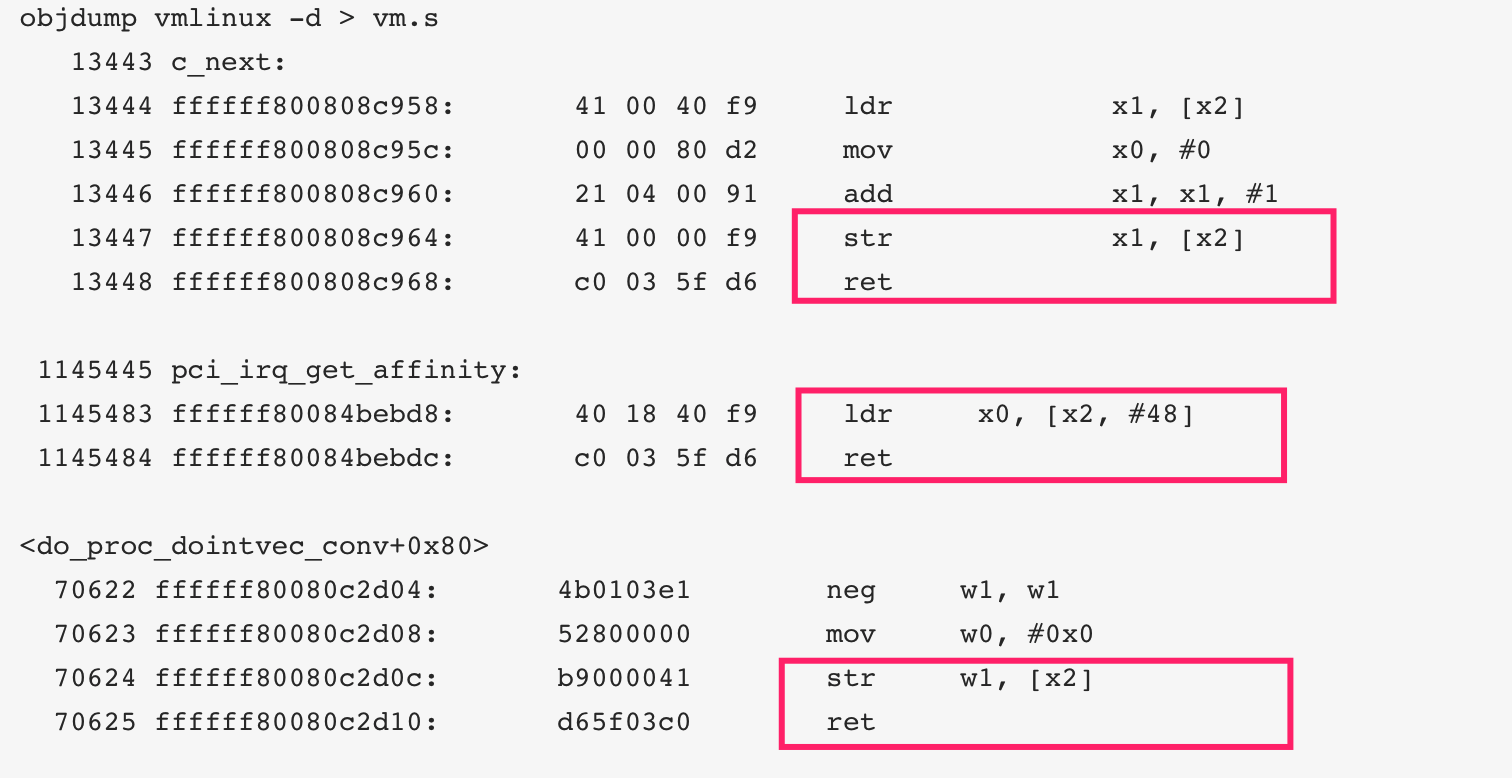 objdump vmlinux -d > vm.s
13443 c_next:
13444 ffffff800808c958: 41 00 40 f9 ldr x1, [x2]
13445 ffffff800808c95c: 00 00 80 d2 mov x0, #0
13446 ffffff800808c960: 21 04 00 91 add x1, x1, #1
13447 ffffff800808c964: 41 00 00 f9 str x1, [x2]
13448 ffffff800808c968: c0 03 5f d6 ret
1145445 pci_irq_get_affinity:
1145483 ffffff80084bebd8: 40 18 40 f9 ldr x0, [x2, #48]
1145484 ffffff80084bebdc: c0 03 5f d6 ret
<do_proc_dointvec_conv+0x80>
70622 ffffff80080c2d04: 4b0103e1 neg w1, w1
70623 ffffff80080c2d08: 52800000 mov w0, #0x0
70624 ffffff80080c2d0c: b9000041 str w1, [x2]
70625 ffffff80080c2d10: d65f03c0 ret